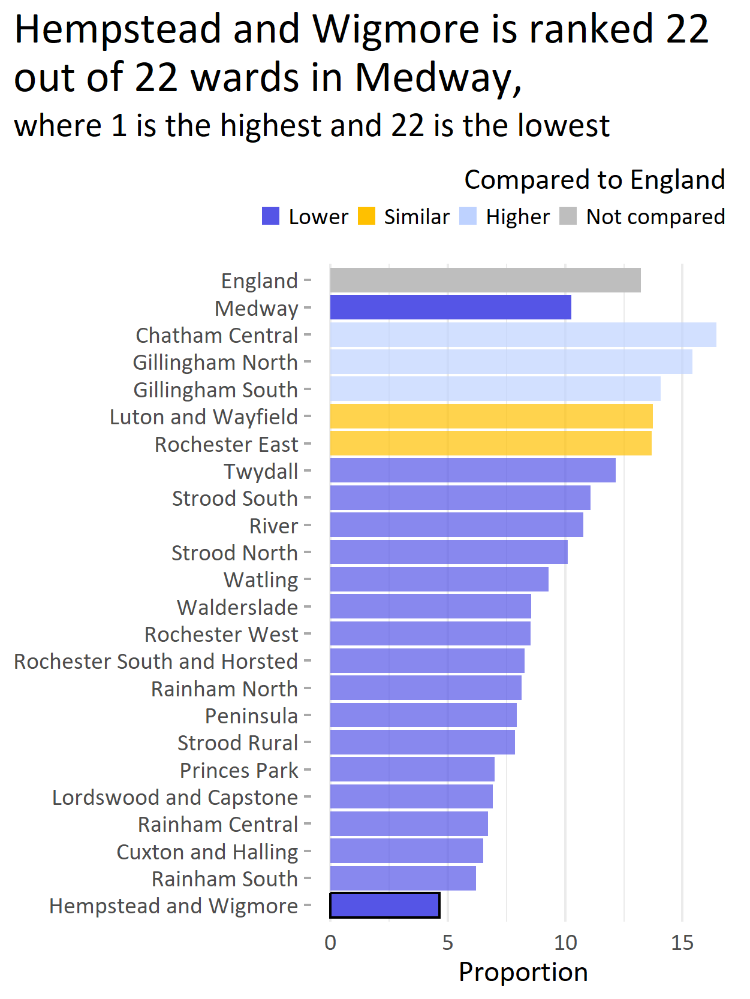 Hempstead and Wigmore is ranked 22
out of 22 wards in Medway,
where 1 is the highest and 22 is the lowest
Compared to England
Lower Similar Higher Not compared
England
Medway
Chatham Central
Gillingham North
Gillingham South
Luton and Wayfield
Rochester East
Twydall
Strood South
River
Strood North
Watling
Walderslade
Rochester West
Rochester South and Horsted
Rainham North
Peninsula
Strood Rural
Princes Park
Lordswood and Capstone
Rainham Central
Cuxton and Halling
Rainham South
Hempstead and Wigmore
0 5 10 15
Proportion